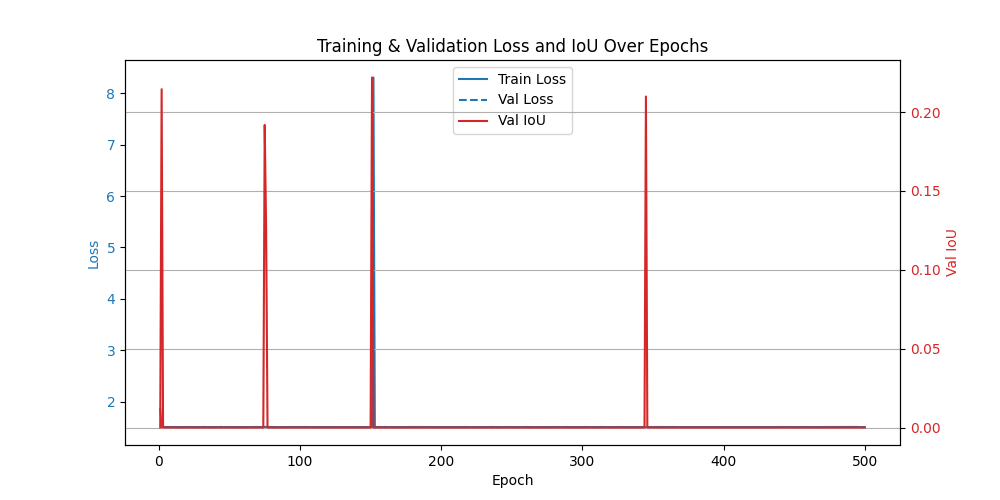 Training & Validation Loss and IoU Over Epochs
Train Loss
Val Loss
Val IoU
8
7
6
5
4
3
2
Loss
0.20
0.15
0.10
0.05
0.00
Val IoU
0 100 200 300 400 500
Epoch